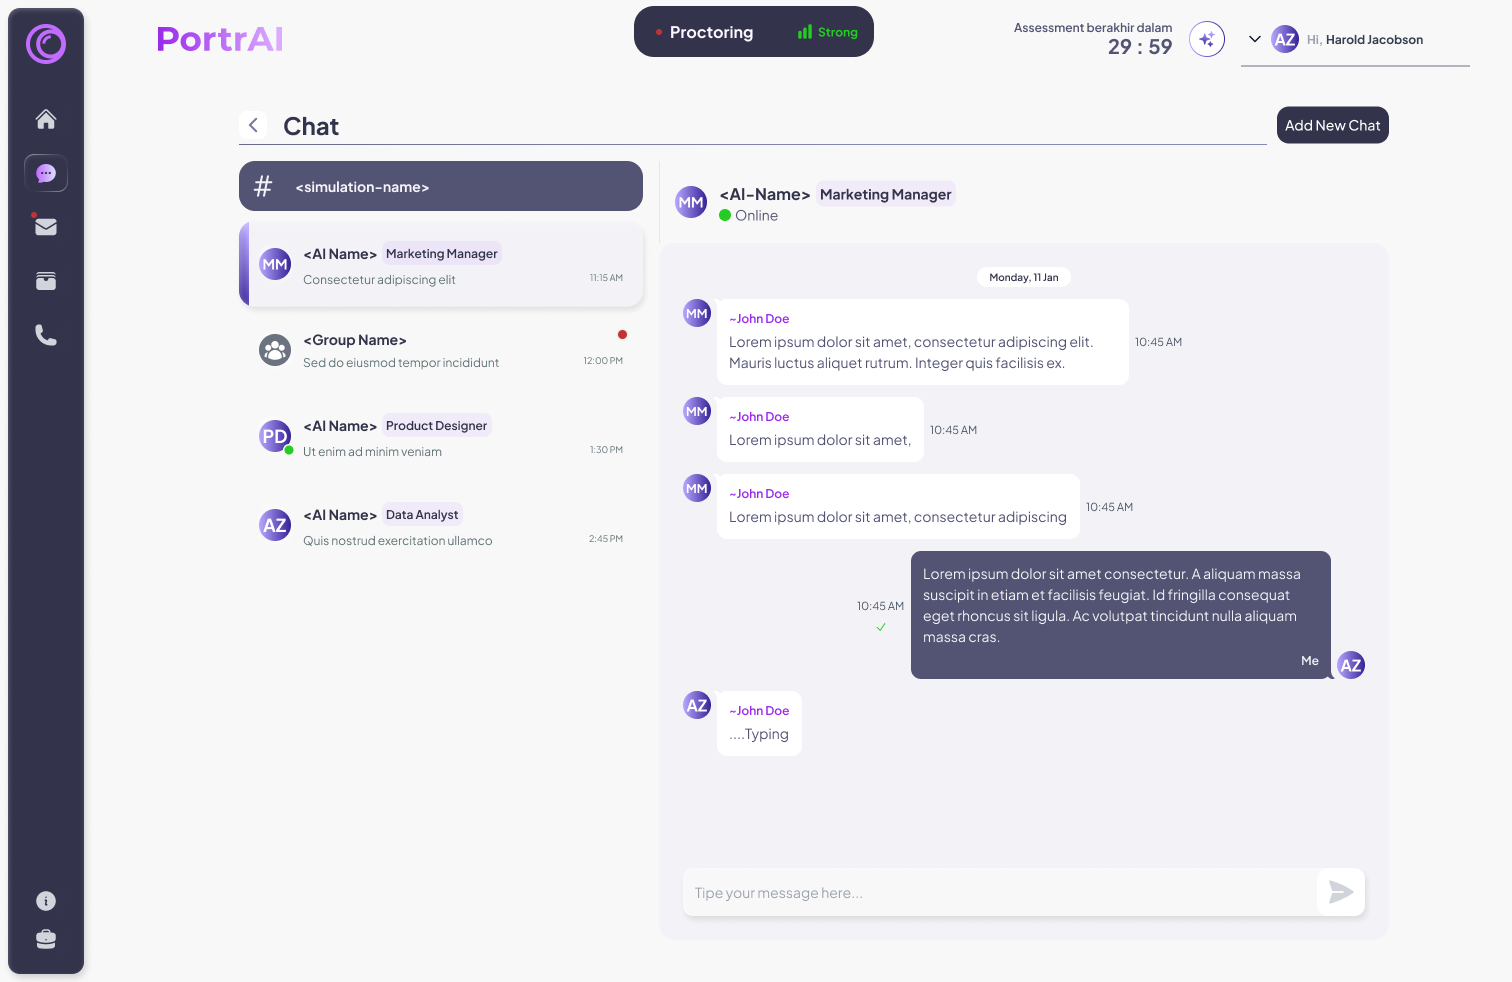 PortrAI
Proctoring
Strong
Assessment berakhir dalam
29 : 59
AZ
Hi, Harold Jacobson
Chat
Add New Chat
# <simulation-name>
MM
<AI Name> Marketing Manager
Consectetur adipiscing elit
11:15 AM
<Group Name>
Sed do eiusmod tempor incididunt
12:00 PM
PD
<AI Name> Product Designer
Ut enim ad minim veniam
1:30 PM
AZ
<AI Name> Data Analyst
Quis nostrud exercitation ullamco
2:45 PM
MM
<AI-Name> Marketing Manager
Online
Monday, 11 Jan
MM
~John Doe
Lorem ipsum dolor sit amet, consectetur adipiscing elit.
Mauris luctus aliquet rutrum. Integer quis facilisis ex.
10:45 AM
MM
~John Doe
Lorem ipsum dolor sit amet,
10:45 AM
MM
~John Doe
Lorem ipsum dolor sit amet, consectetur adipiscing
10:45 AM
Lorem ipsum dolor sit amet consectetur. A aliquam massa
suscipit in etiam et facilisis feugiat. Id fringilla consequat
eget rhoncus sit ligula. Ac volutpat tincidunt nulla aliquam
massa cras.
10:45 AM
Me
AZ
AZ
~John Doe
....Typing
Tipe your message here...